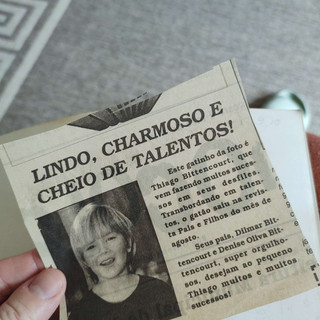 LINDO, CHARMOSO E
CHEIO DE TALENTOS!
Este gatinho da foto é
Thiago Bittencourt, que
vem fazendo muitos suces-
sos em seus desfiles.
Transbordando em talen-
tos, o gatão saiu na revis-
ta Pais e Filhos do mês de
agosto.
Seus pais, Dilmar Bit-
tencourt e Denise Oliva Bit-
tencourt, super orgulho-
sos, desejam ao pequeno
Thiago muitos e muitos
sucessos!